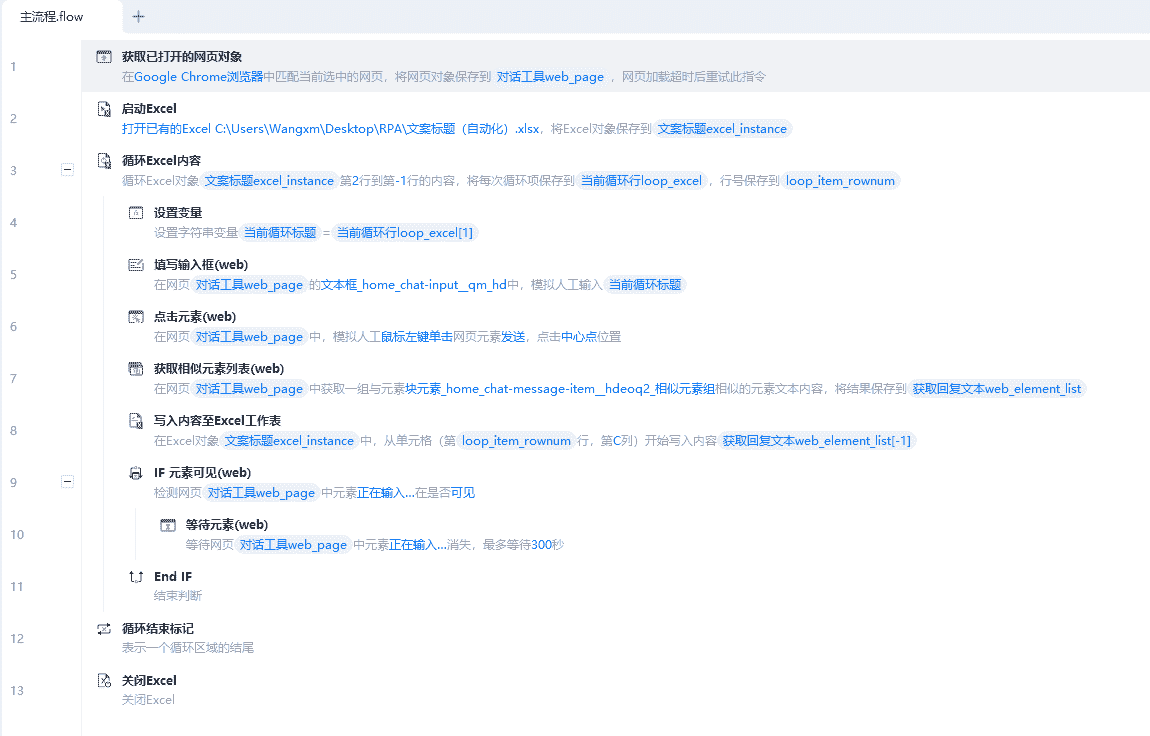 主流程.flow
1
获取已打开的网页对象
在Google Chrome浏览器中匹配当前选中的网页，将网页对象保存到 对话工具web_page ，网页加载超时后重试此指令
2
启动Excel
打开已有的Excel C:\Users\Wangxm\Desktop\RPA\文案标题（自动化）.xlsx，将Excel对象保存到 文案标题excel_instance
3
循环Excel内容
循环Excel对象 文案标题excel_instance 第2行到第-1行的内容，将每次循环项保存到 当前循环行loop_excel ，行号保存到 loop_item_rownum
4
设置变量
设置字符串变量 当前循环标题 = 当前循环行loop_excel[1]
5
填写输入框(web)
在网页 对话工具web_page 的文本框_home_chat-input__qm_hd中，模拟人工输入 当前循环标题
6
点击元素(web)
在网页 对话工具web_page 中，模拟人工鼠标左键单击网页元素发送，点击中心点位置
7
获取相似元素列表(web)
在网页 对话工具web_page 中获取一组与元素块元素_home_chat-message-item__hdeoq2_相似元素组相似的元素文本内容，将结果保存到 获取回复文本web_element_list
8
写入内容至Excel工作表
在Excel对象 文案标题excel_instance 中，从单元格（第 loop_item_rownum 行，第C列）开始写入内容 获取回复文本web_element_list[-1]
9
IF 元素可见(web)
检测网页 对话工具web_page 中元素正在输入...在是否可见
10
等待元素(web)
等待网页 对话工具web_page 中元素正在输入...消失，最多等待300秒
11
End IF
结束判断
12
循环结束标记
表示一个循环区域的结尾
13
关闭Excel
关闭Excel